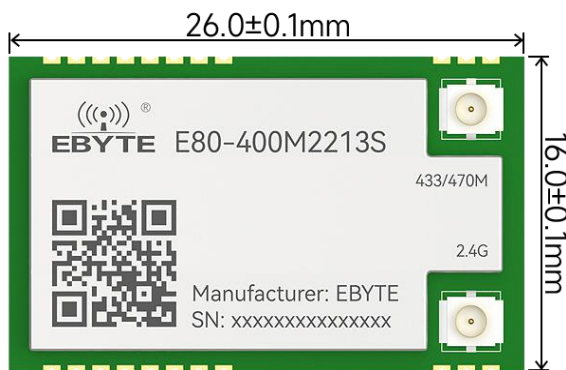 26.0±0.1mm
®
EBYTE E80-400M2213S
433/470M
16.0±0.1mm
2.4G
Manufacturer: EBYTE
SN: xxxxxxxxxxxxxxx